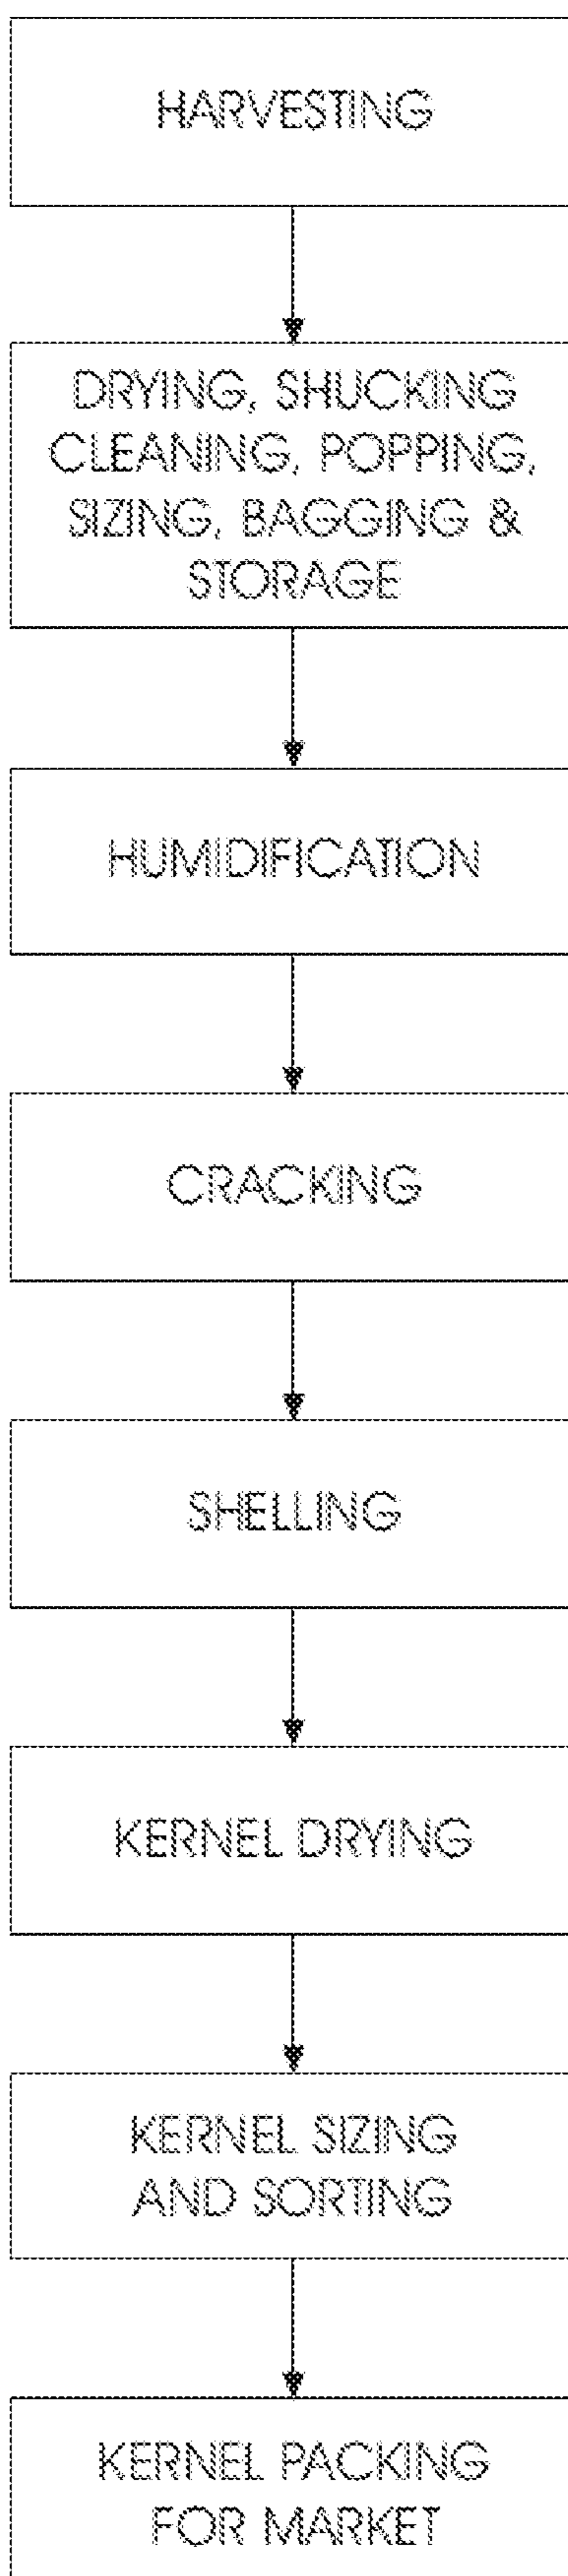 HARVESTING
DRYING, SHUCKING
CLEANING, POPPING,
SIZING, BAGGING &
STORAGE
HUMIDIFICATION
CRACKING
SHELLING
KERNEL DRYING
KERNEL SIZING
AND SORTING
KERNEL PACKING
FOR MARKET